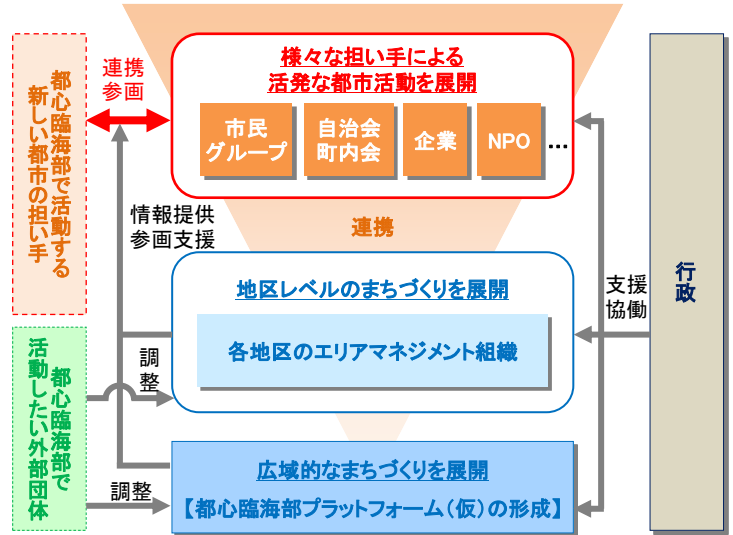 様々な担い手による
活発な都市活動を展開
市民
グループ
自治会
町内会
企業
NPO
…
連携
参画
都心臨海部で活動する
新しい都市の担い手
情報提供
参画支援
連携
地区レベルのまちづくりを展開
各地区のエリアマネジメント組織
支援
協働
行政
都心臨海部で
活動したい外部団体
調整
調整
広域的なまちづくりを展開
【都心臨海部プラットフォーム（仮）の形成】